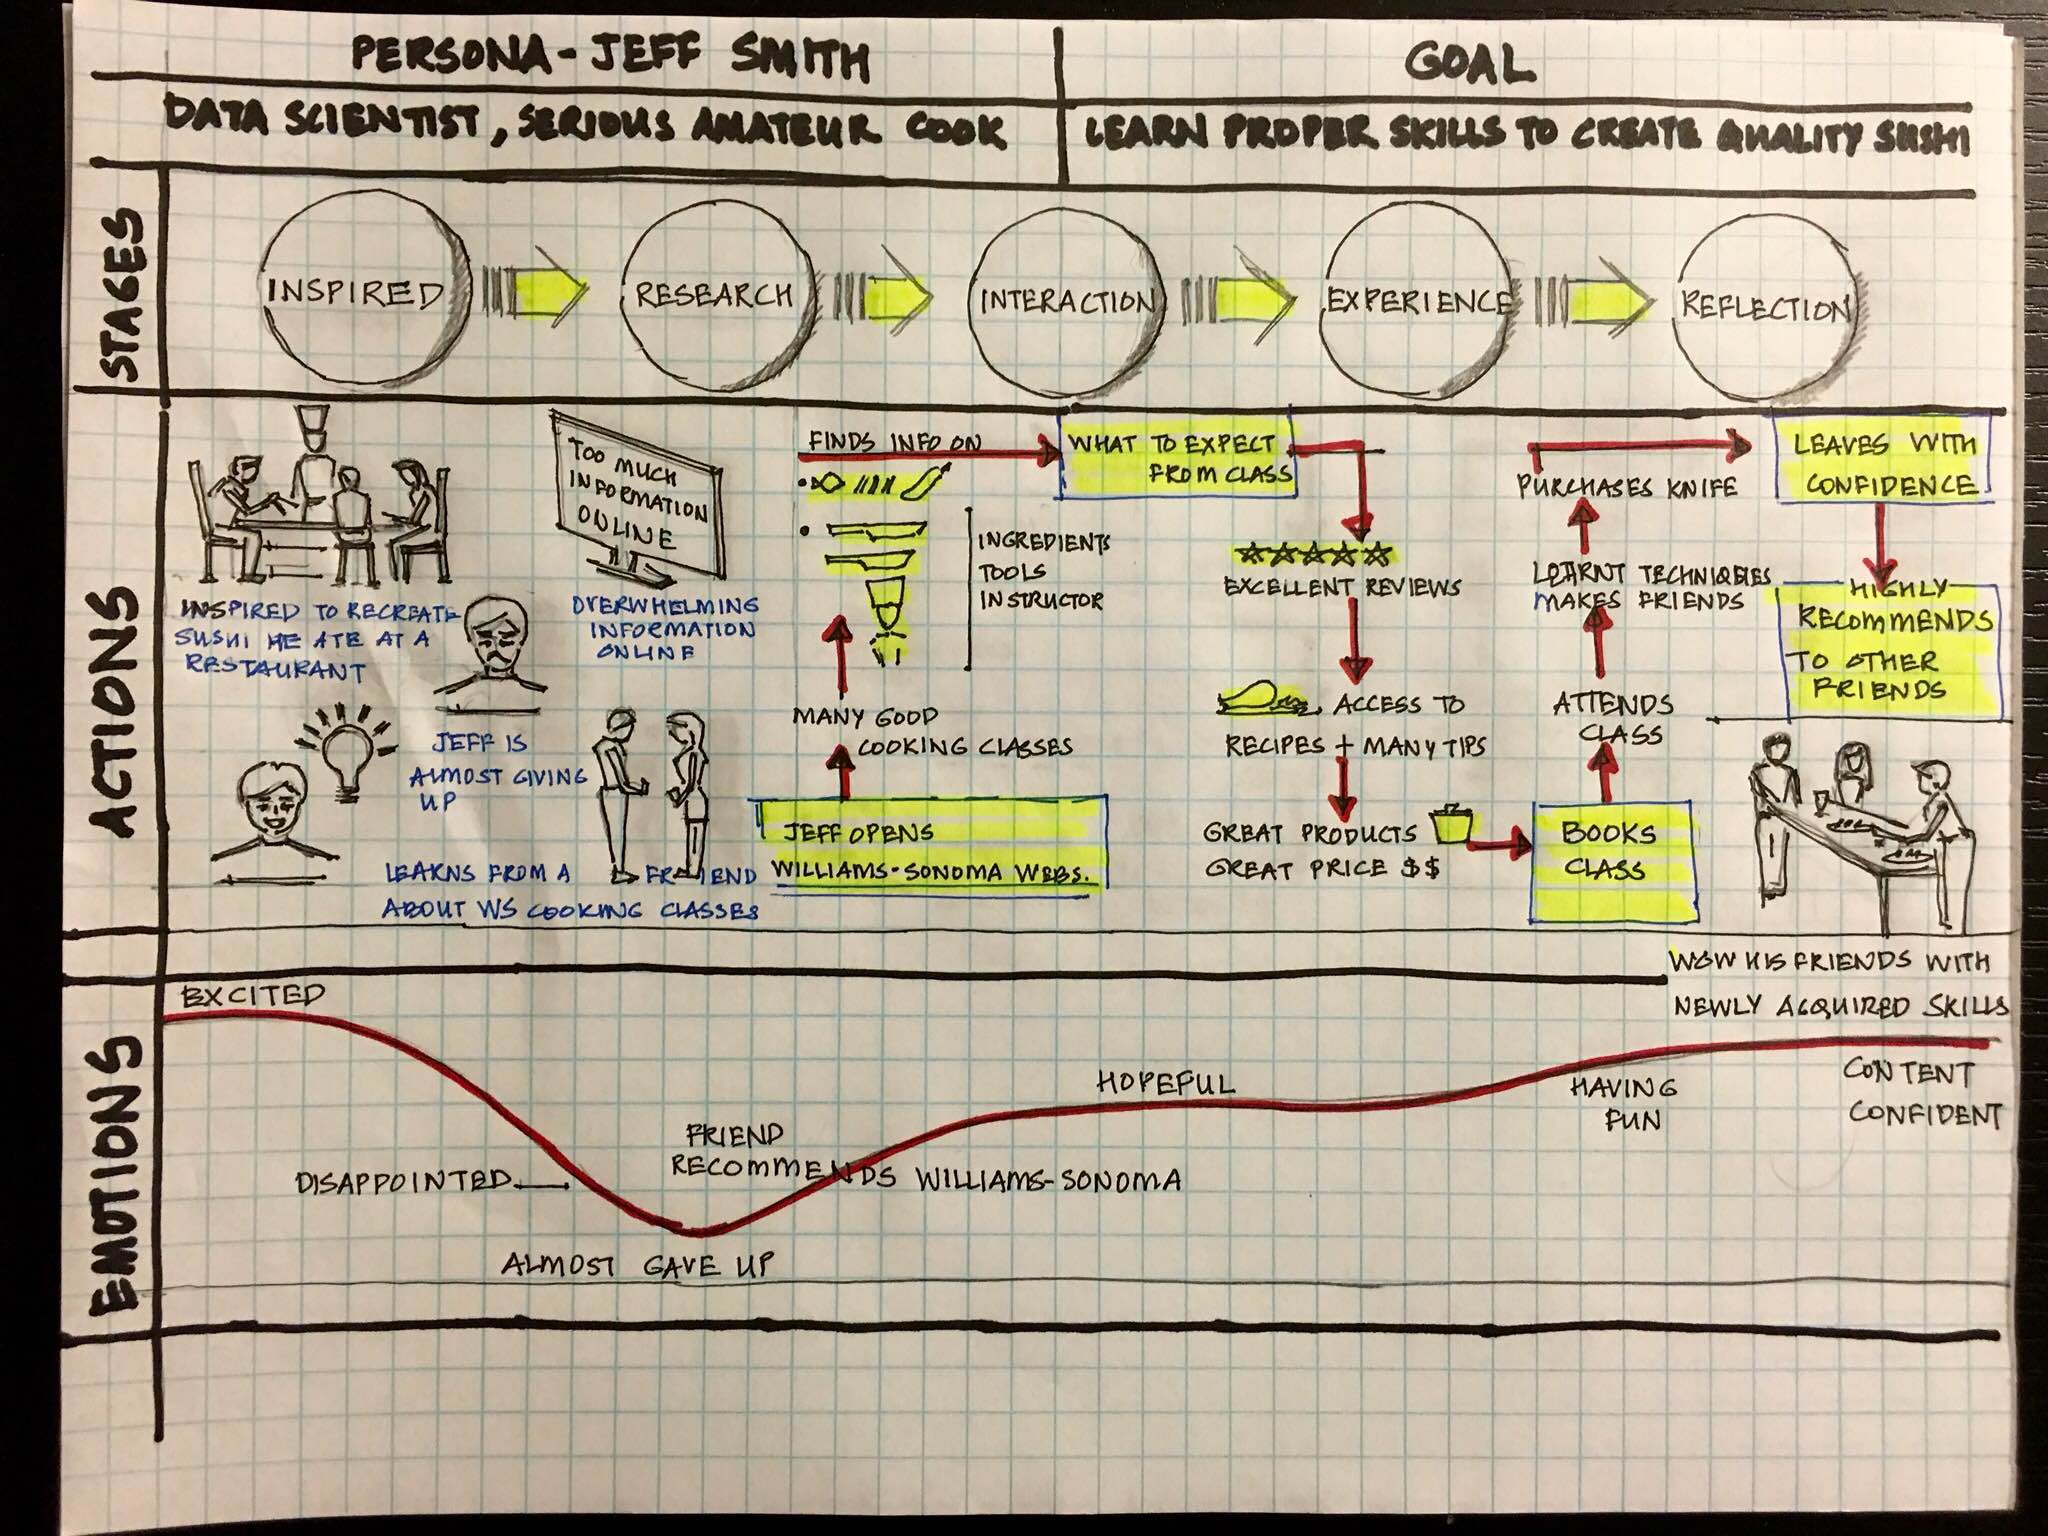 PERSONA - JEFF SMITH
GOAL
DATA SCIENTIST, SERIOUS AMATEUR COOK
LEARN PROPER SKILLS TO CREATE QUALITY SUSHI
STAGES
INSPIRED
RESEARCH
INTERACTION
EXPERIENCE
REFLECTION
ACTIONS
INSPIRED TO RECREATE
SUSHI HE ATE AT A
RESTAURANT
TOO MUCH
INFORMATION
ONLINE
OVERWHELMING
INFORMATION
ONLINE
JEFF IS
ALMOST GIVING
UP
LEARNS FROM A FRIEND
ABOUT WS COOKING CLASSES
JEFF OPENS
WILLIAMS-SONOMA WEBS.
MANY GOOD
COOKING CLASSES
FINDS INFO ON
INGREDIENTS
TOOLS
INSTRUCTOR
WHAT TO EXPECT
FROM CLASS
EXCELLENT REVIEWS
ACCESS TO
RECIPES + MANY TIPS
GREAT PRODUCTS
GREAT PRICE $$
BOOKS
CLASS
ATTENDS
CLASS
LEARNT TECHNIQUES
MAKES FRIENDS
PURCHASES KNIFE
LEAVES WITH
CONFIDENCE
HIGHLY
RECOMMENDS
TO OTHER
FRIENDS
WOW HIS FRIENDS WITH
NEWLY ACQUIRED SKILLS
EMOTIONS
EXCITED
DISAPPOINTED
ALMOST GAVE UP
FRIEND
RECOMMENDS WILLIAMS-SONOMA
HOPEFUL
HAVING
FUN
CONTENT
CONFIDENT